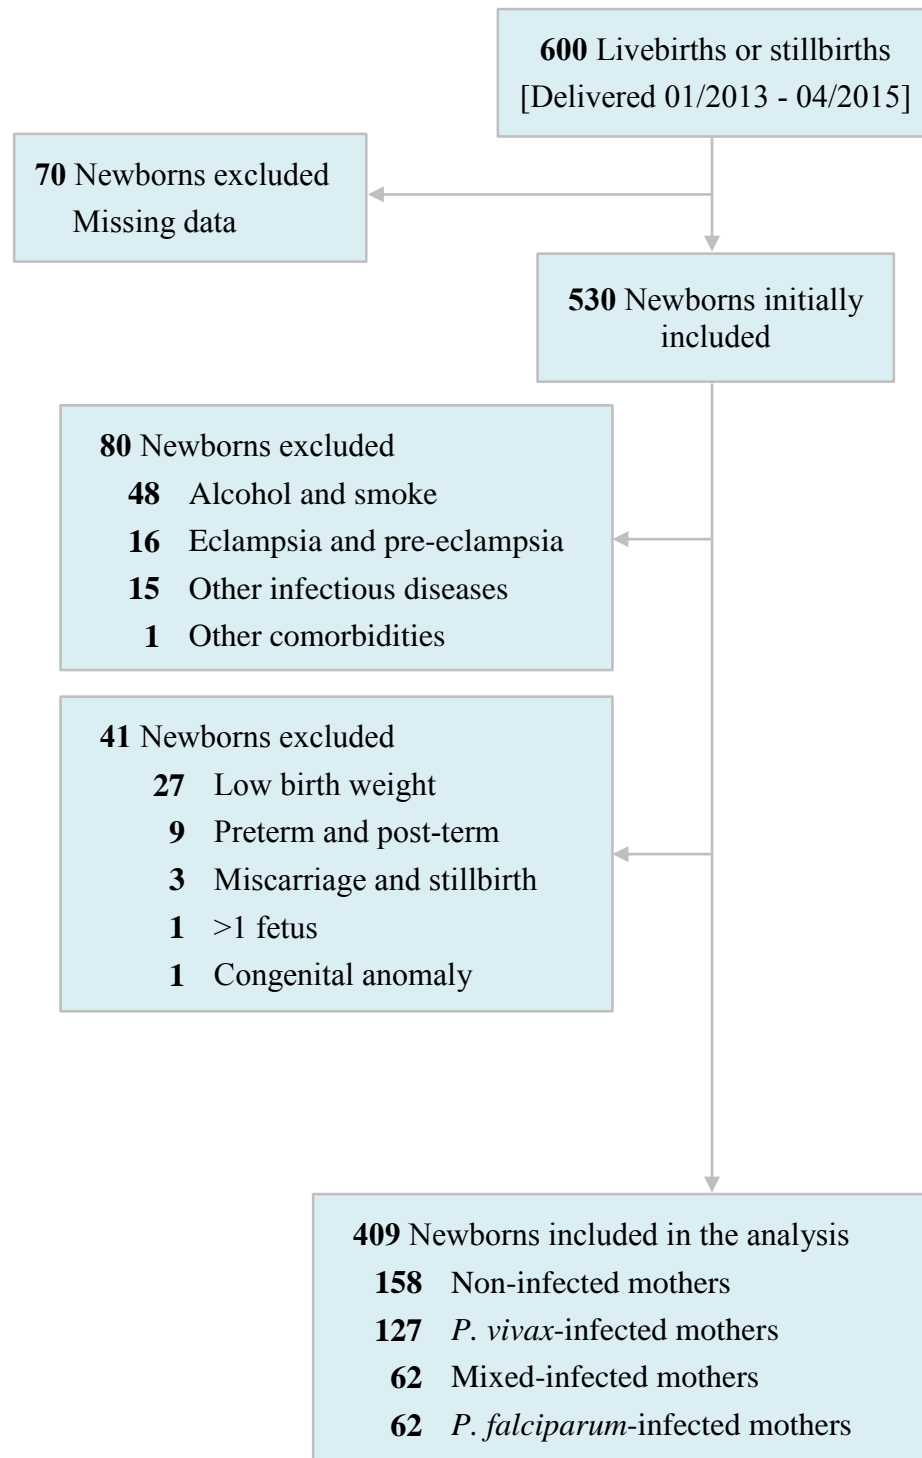 600 Livebirths or stillbirths
[Delivered 01/2013 - 04/2015]
70 Newborns excluded
Missing data
530 Newborns initially
included
80 Newborns excluded
48 Alcohol and smoke
16 Eclampsia and pre-eclampsia
15 Other infectious diseases
1 Other comorbidities
41 Newborns excluded
27 Low birth weight
9 Preterm and post-term
3 Miscarriage and stillbirth
1 >1 fetus
1 Congenital anomaly
409 Newborns included in the analysis
158 Non-infected mothers
127 P. vivax-infected mothers
62 Mixed-infected mothers
62 P. falciparum-infected mothers